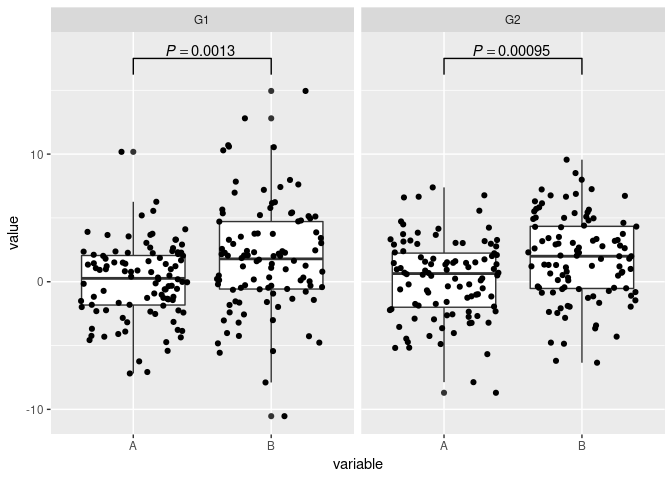 G1 G2
P = 0.0013 P = 0.00095
10
0
-10
value
A B A B
variable